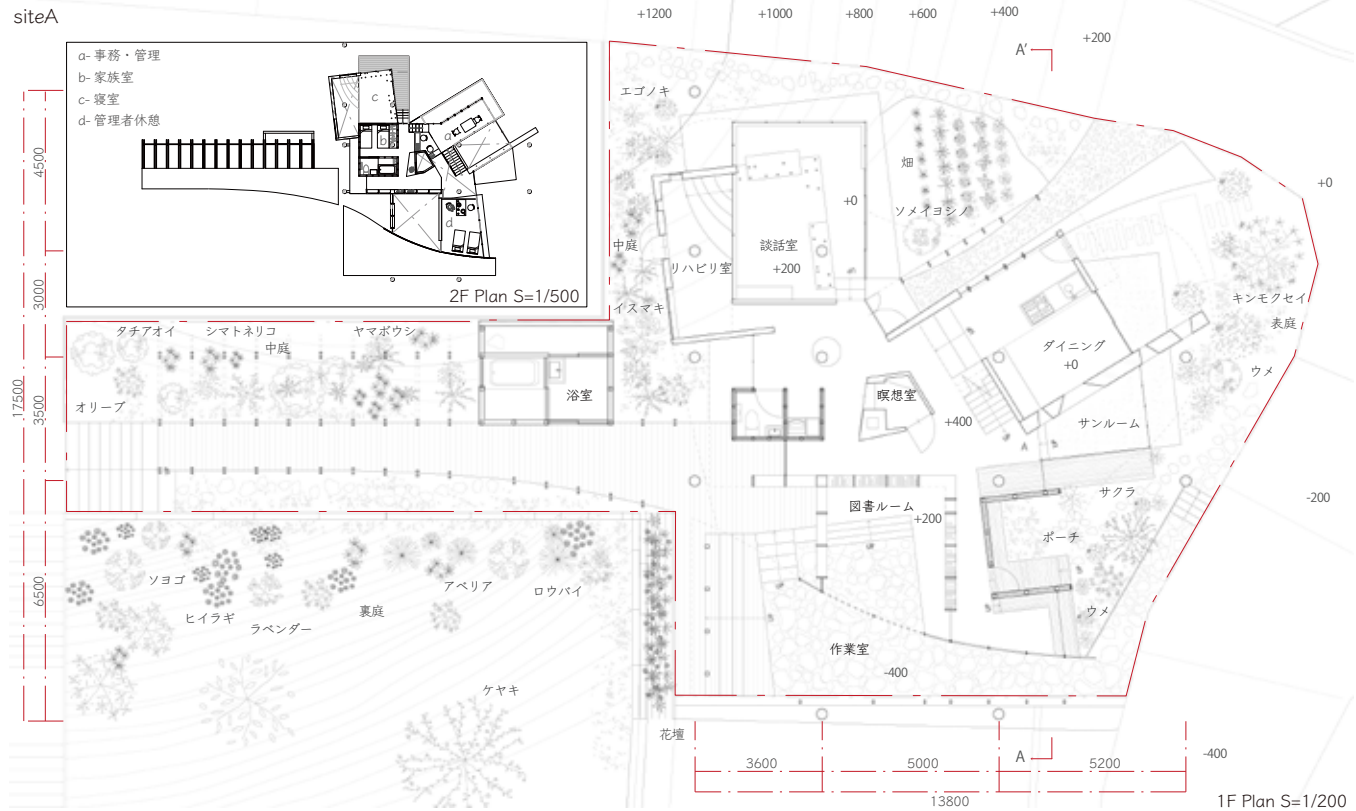 siteA
+1200
+1000
+800
+600
+400
+200
A'
a- 事務・管理
b- 家族室
c- 寝室
d- 管理者休憩
c
b
a
d
2F Plan S=1/500
4500
3000
3500
6500
17500
エゴノキ
畑
+0
ソメイヨシノ
+0
中庭
談話室
リハビリ室
+200
イスマキ
キンモクセイ
表庭
タチアオイ
シマトネリコ
ヤマボウシ
中庭
ダイニング
+0
ウメ
オリーブ
浴室
瞑想室
+400
サンルーム
A
サクラ
-200
図書ルーム
+200
ポーチ
ソヨゴ
アベリア
ロウバイ
ヒイラギ
ラベンダー
裏庭
ウメ
作業室
-400
ケヤキ
花壇
A
-400
3600
5000
5200
13800
1F Plan S=1/200